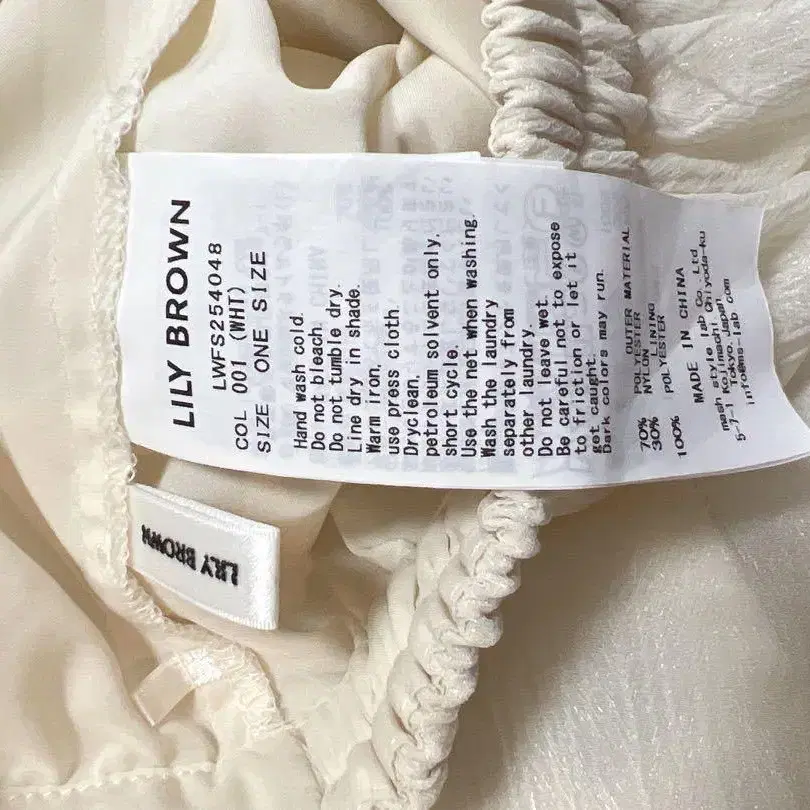 LILY BROWN
LWFS254048
COL 001 (WHT)
SIZE ONE SIZE
Hand wash cold.
Do not bleach.
Do not tumble dry.
Line dry in shade.
Warm iron,
use press cloth.
Dryclean,
petroleum solvent only,
short cycle.
Use the net when washing.
Wash the laundry
separately from
other laundry.
Do not leave wet.
Be careful not to expose
to friction or let it
get caught.
Dark colors may run.
OUTER MATERIAL
70% POLYESTER
30% NYLON
LINING
100% POLYESTER
MADE IN CHINA
mash style lab Co. Ltd
Kojimachi, Chiyoda-ku
Tokyo, Japan
LILY BROWN